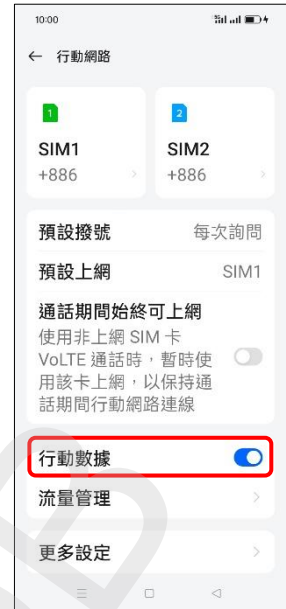 10:00
← 行動網路
1
2
SIM1
SIM2
+886
+886
預設撥號
每次詢問
預設上網
SIM1
通話期間始終可上網
使用非上網 SIM 卡
VoLTE 通話時，暫時使
用該卡上網，以保持通
話期間行動網路連線
行動數據
流量管理
更多設定